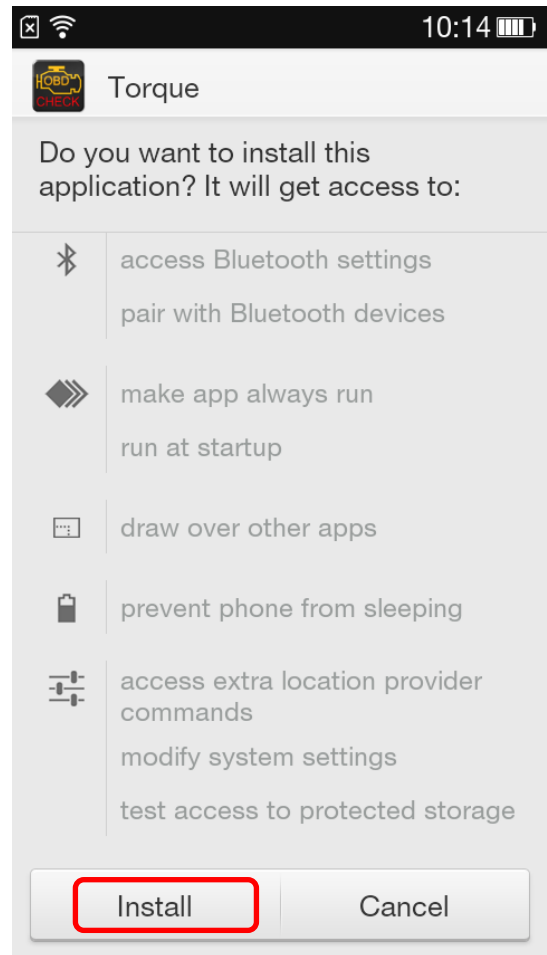 10:14
HOBD
CHECK
Torque
Do you want to install this
application? It will get access to:
access Bluetooth settings
pair with Bluetooth devices
make app always run
run at startup
draw over other apps
prevent phone from sleeping
access extra location provider
commands
modify system settings
test access to protected storage
Install
Cancel